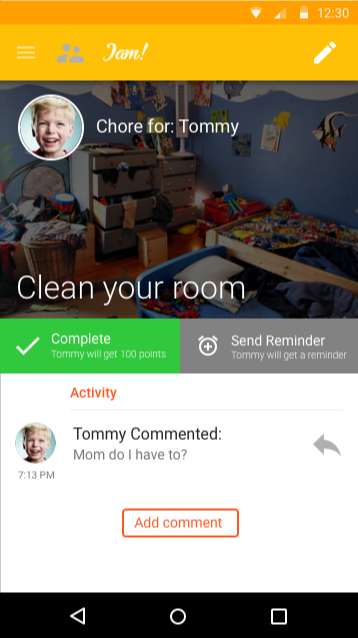 12:30
Jam!
Chore for: Tommy
Clean your room
Complete
Tommy will get 100 points
Send Reminder
Tommy will get a reminder
Activity
Tommy Commented:
Mom do I have to?
7:13 PM
Add comment